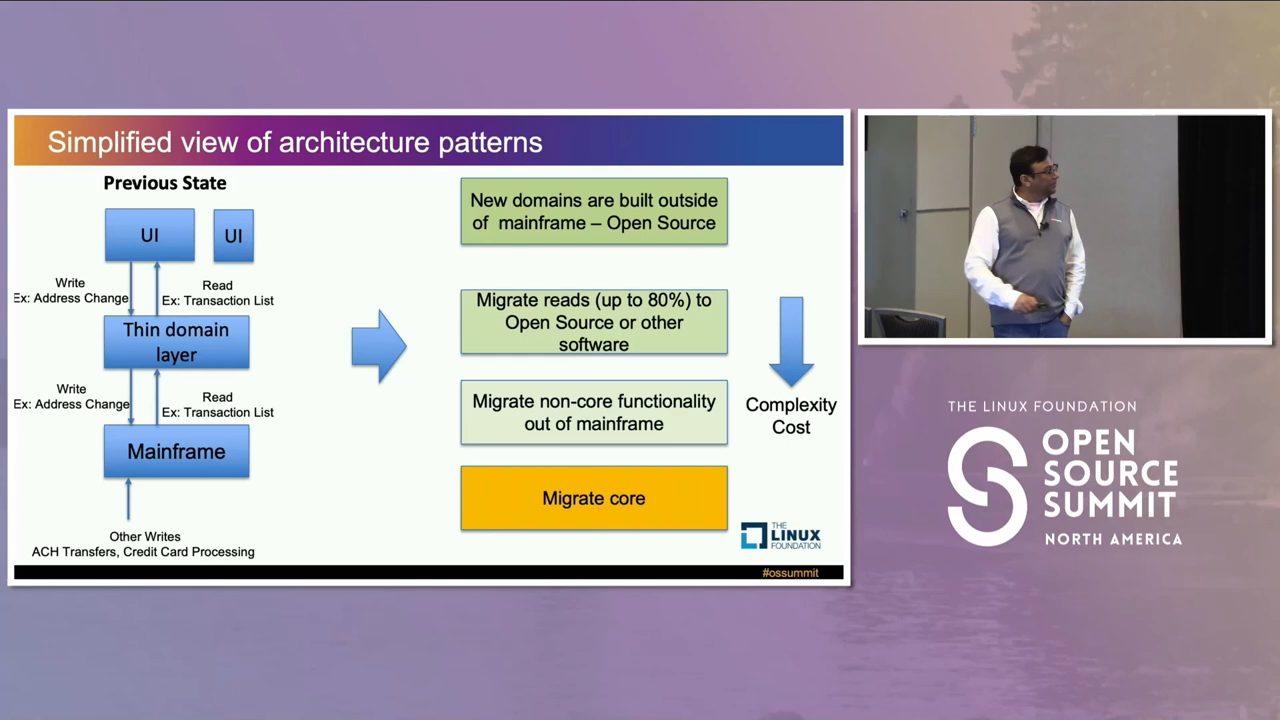 Simplified view of architecture patterns
Previous State
UI
UI
Write
Ex: Address Change
Read
Ex: Transaction List
Thin domain
layer
Write
Ex: Address Change
Read
Ex: Transaction List
Mainframe
Other Writes
ACH Transfers, Credit Card Processing
New domains are built outside
of mainframe – Open Source
Migrate reads (up to 80%) to
Open Source or other
software
Migrate non-core functionality
out of mainframe
Migrate core
Complexity
Cost
THE
LINUX
FOUNDATION
#ossummit
THE LINUX FOUNDATION
OPEN
SOURCE
SUMMIT
NORTH AMERICA